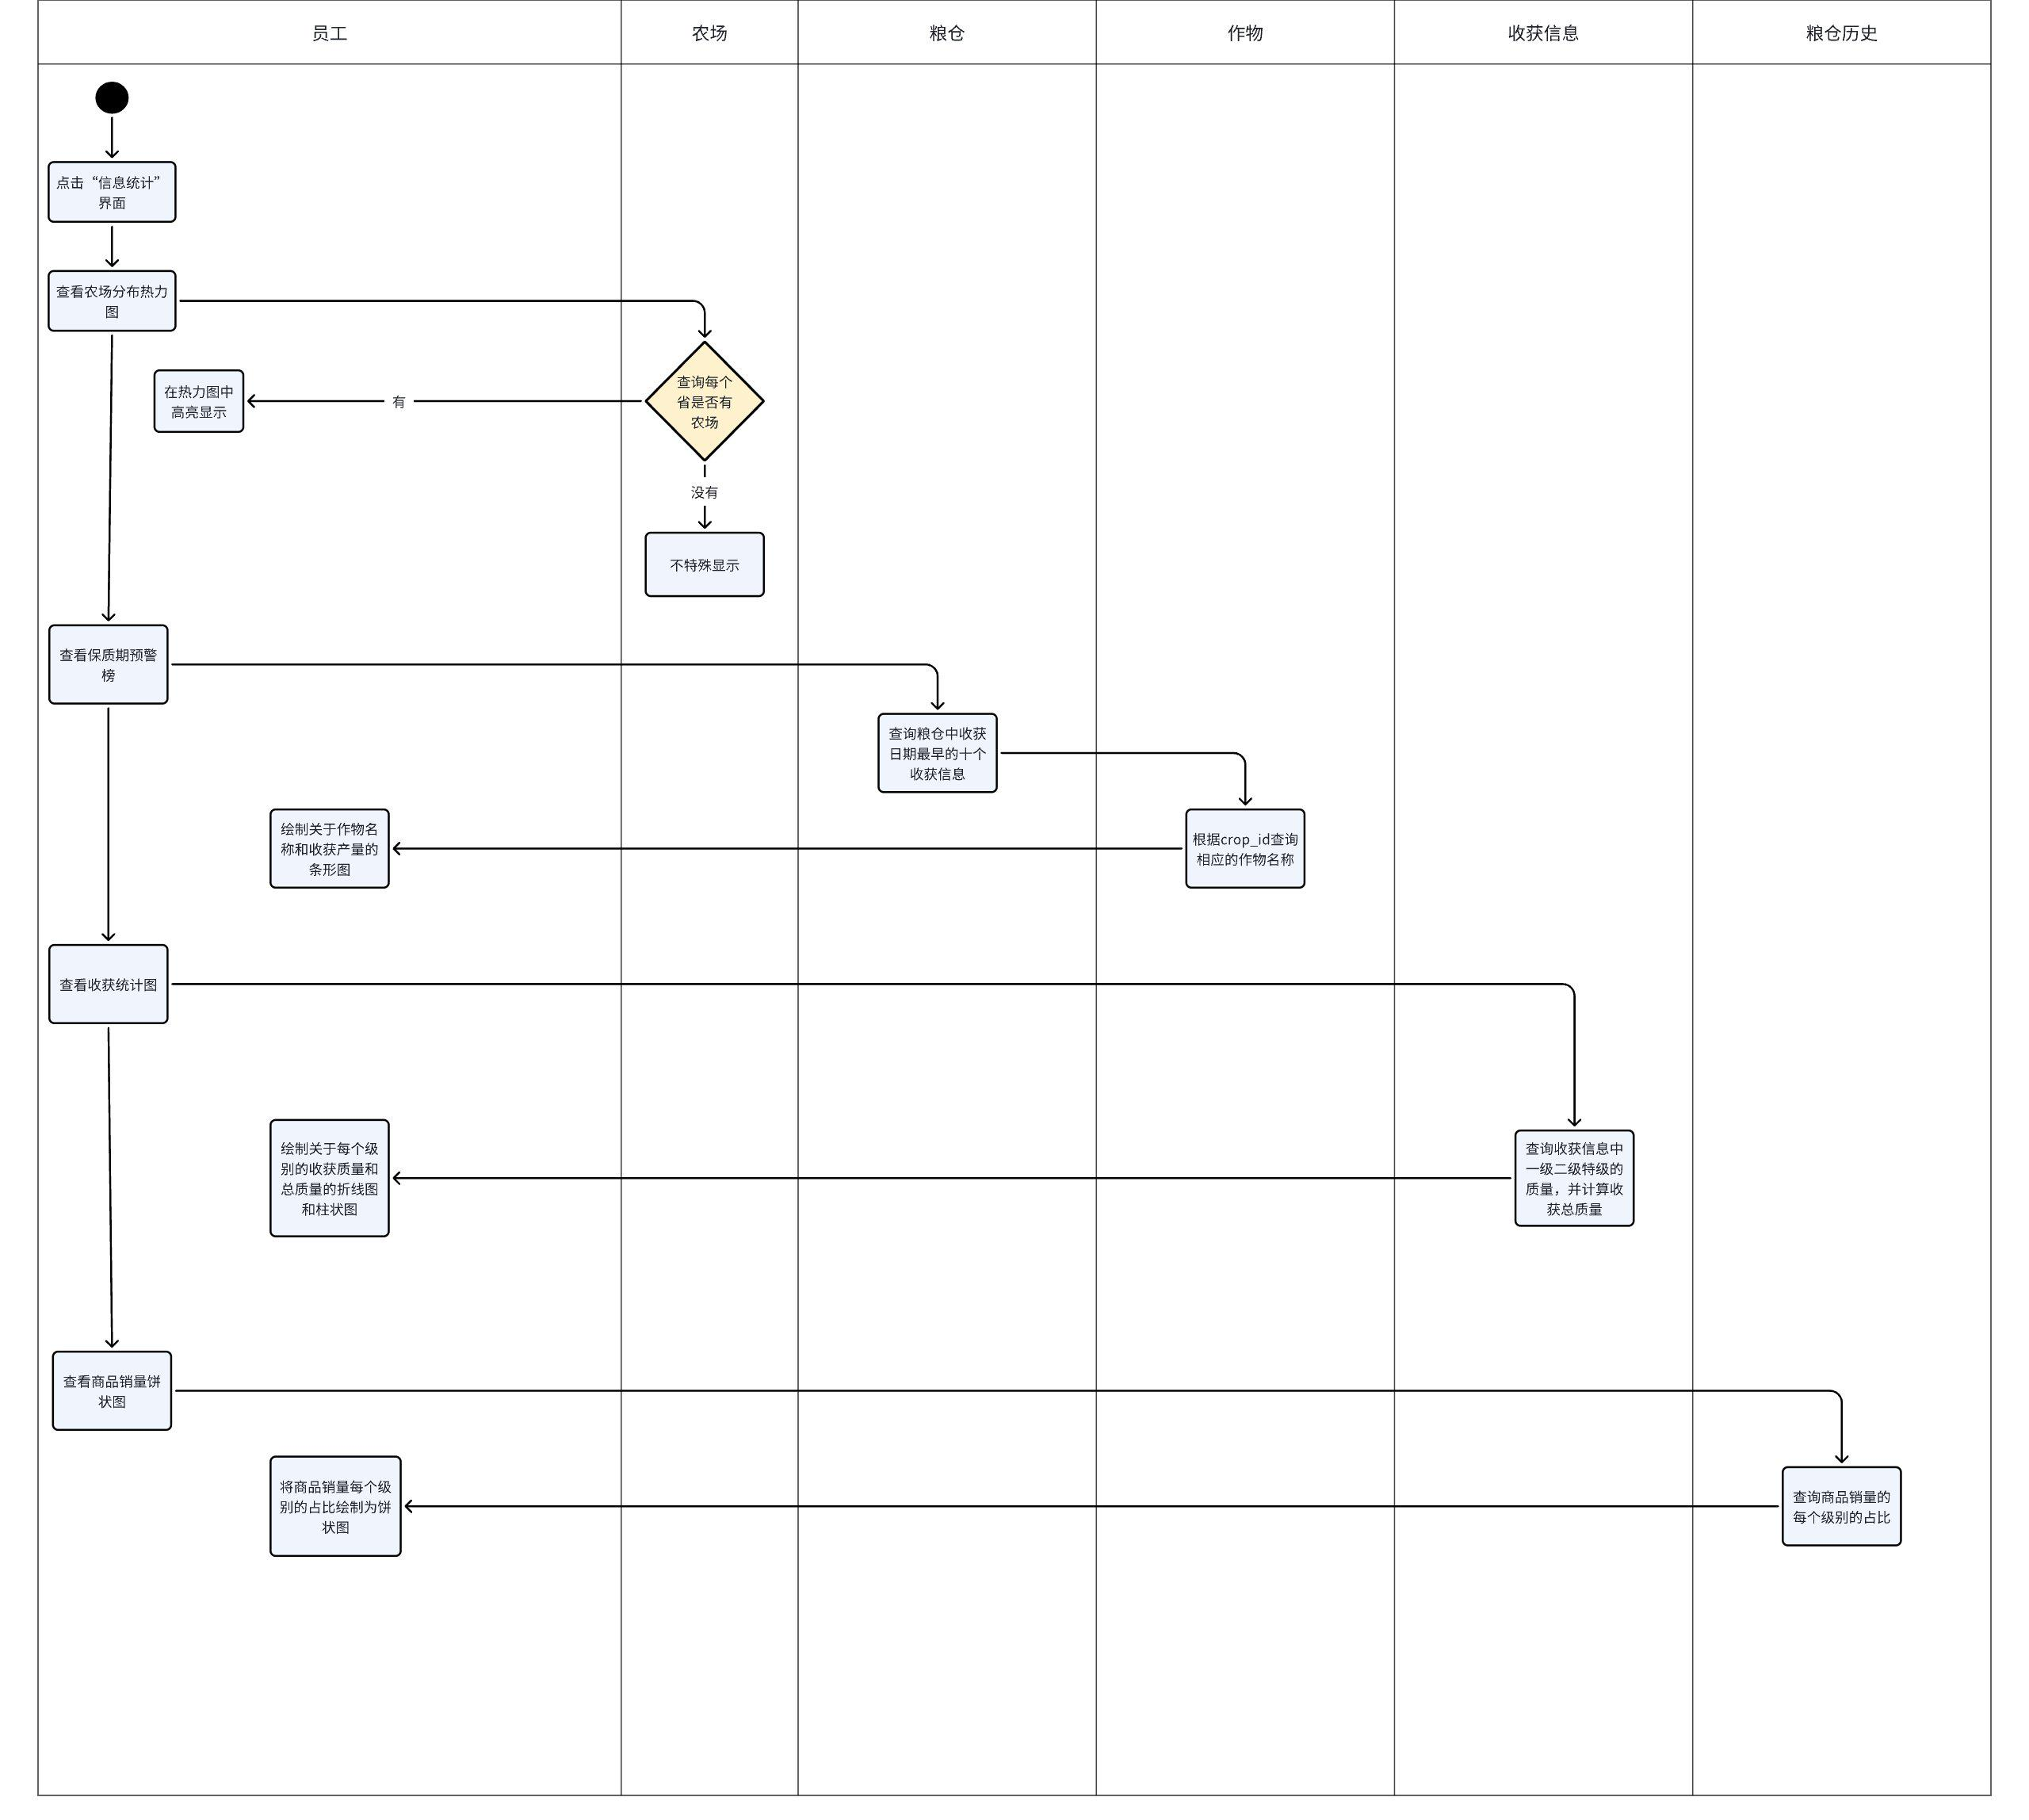 员工
农场
粮仓
作物
收获信息
粮仓历史
点击“信息统计”
界面
查看农场分布热力
图
在热力图中
高亮显示
有
查询每个
省是否有
农场
没有
不特殊显示
查看保质期预警
榜
查询粮仓中收获
日期最早的十个
收获信息
绘制关于作物名
称和收获产量的
条形图
根据crop_id查询
相应的作物名称
查看收获统计图
绘制关于每个级
别的收获质量和
总质量的折线图
和柱状图
查询收获信息中
一级二级特级的
质量，并计算收
获总质量
查看商品销量饼
状图
将商品销量每个级
别的占比绘制为饼
状图
查询商品销量的
每个级别的占比